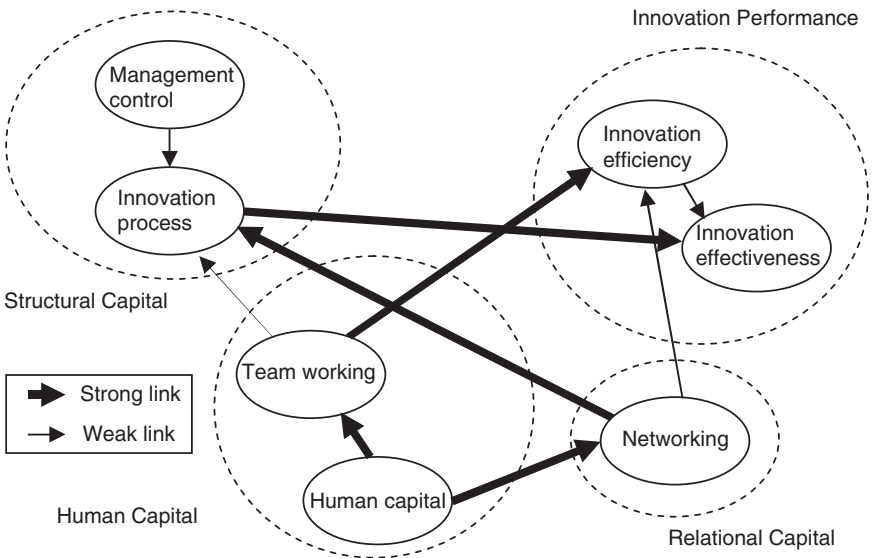 Innovation Performance
Management
control
Innovation
process
Structural Capital
Innovation
efficiency
Innovation
effectiveness
Team working
Human capital
Human Capital
Networking
Relational Capital
Strong link
Weak link